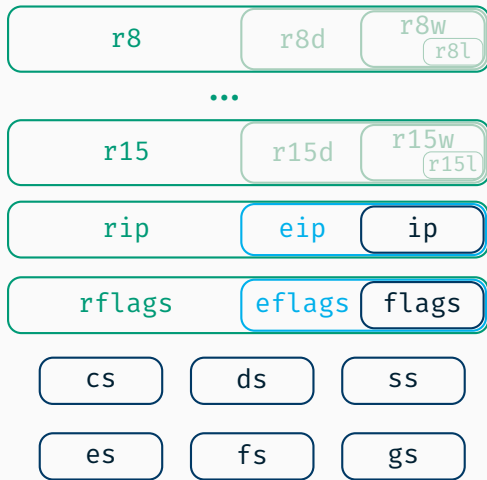 r8 r8d r8w
r8l
...
r15 r15d r15w
r15l
rip eip ip
rflags eflags flags
cs ds ss
es fs gs